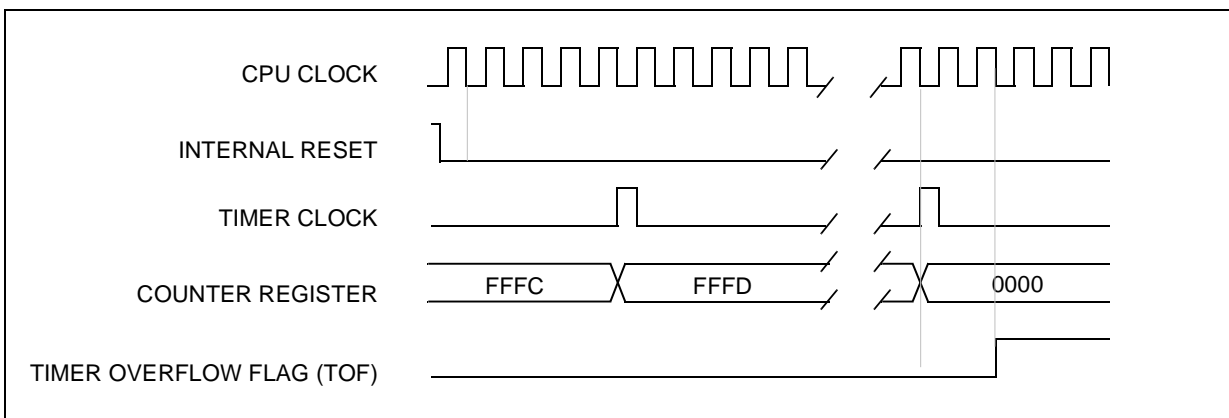 CPU CLOCK
INTERNAL RESET
TIMER CLOCK
COUNTER REGISTER
FFFC
FFFD
0000
TIMER OVERFLOW FLAG (TOF)